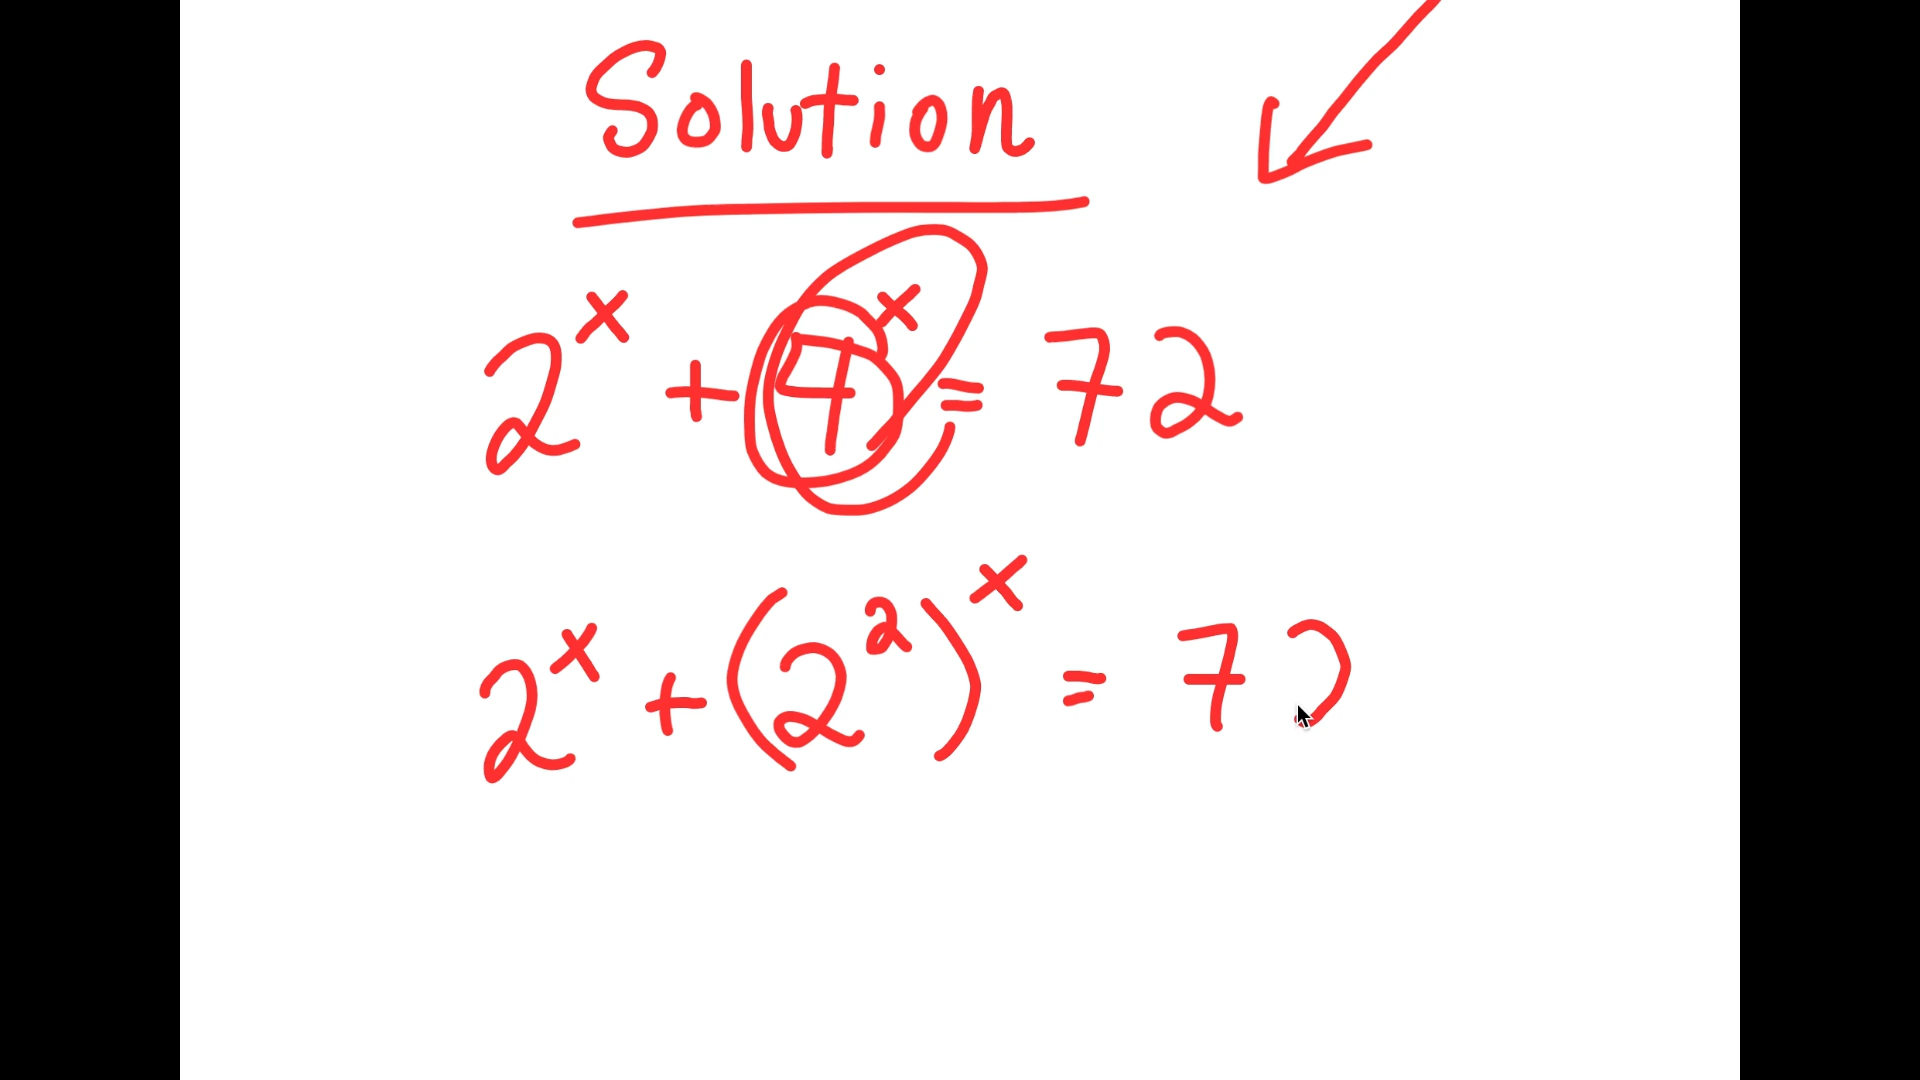 Solution
2^x + 4^x = 72
2^x + (2^2)^x = 72